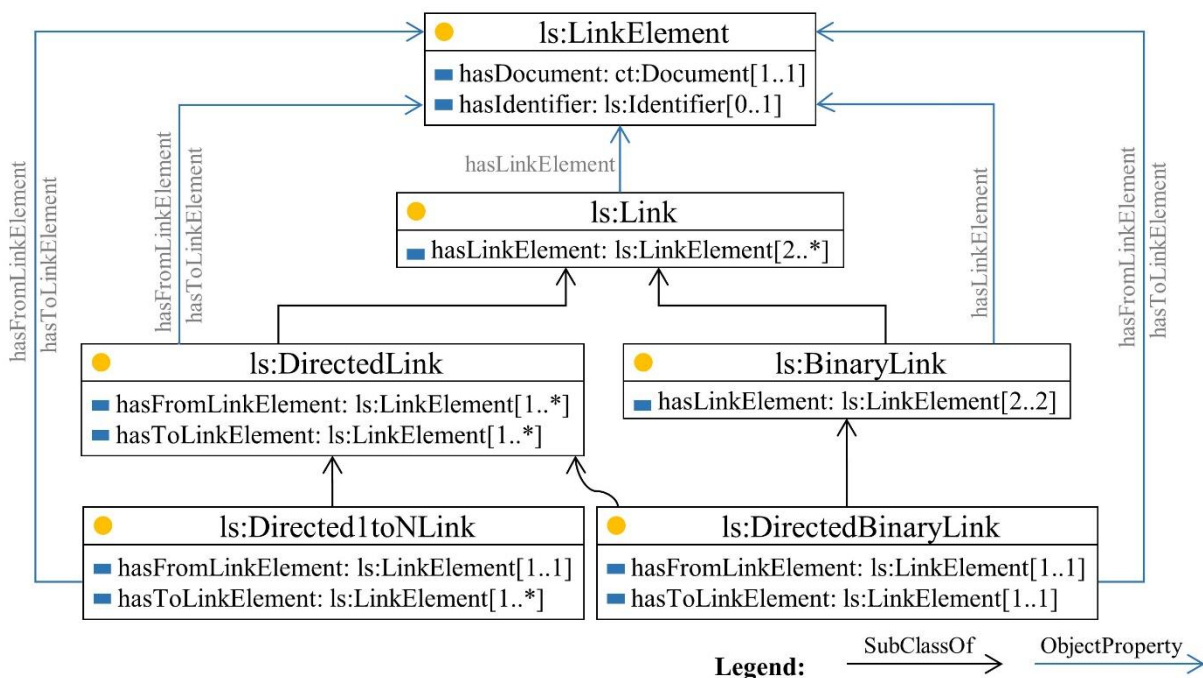 ls:LinkElement
hasDocument: ct:Document[1..1]
hasIdentifier: ls:Identifier[0..1]
hasFromLinkElement
hasToLinkElement
hasFromLinkElement
hasToLinkElement
hasLinkElement
hasLinkElement
hasFromLinkElement
hasToLinkElement
ls:Link
hasLinkElement: ls:LinkElement[2..*]
ls:DirectedLink
hasFromLinkElement: ls:LinkElement[1..*]
hasToLinkElement: ls:LinkElement[1..*]
ls:BinaryLink
hasLinkElement: ls:LinkElement[2..2]
ls:Directed1toNLink
hasFromLinkElement: ls:LinkElement[1..1]
hasToLinkElement: ls:LinkElement[1..*]
ls:DirectedBinaryLink
hasFromLinkElement: ls:LinkElement[1..1]
hasToLinkElement: ls:LinkElement[1..1]
Legend:
SubClassOf
ObjectProperty